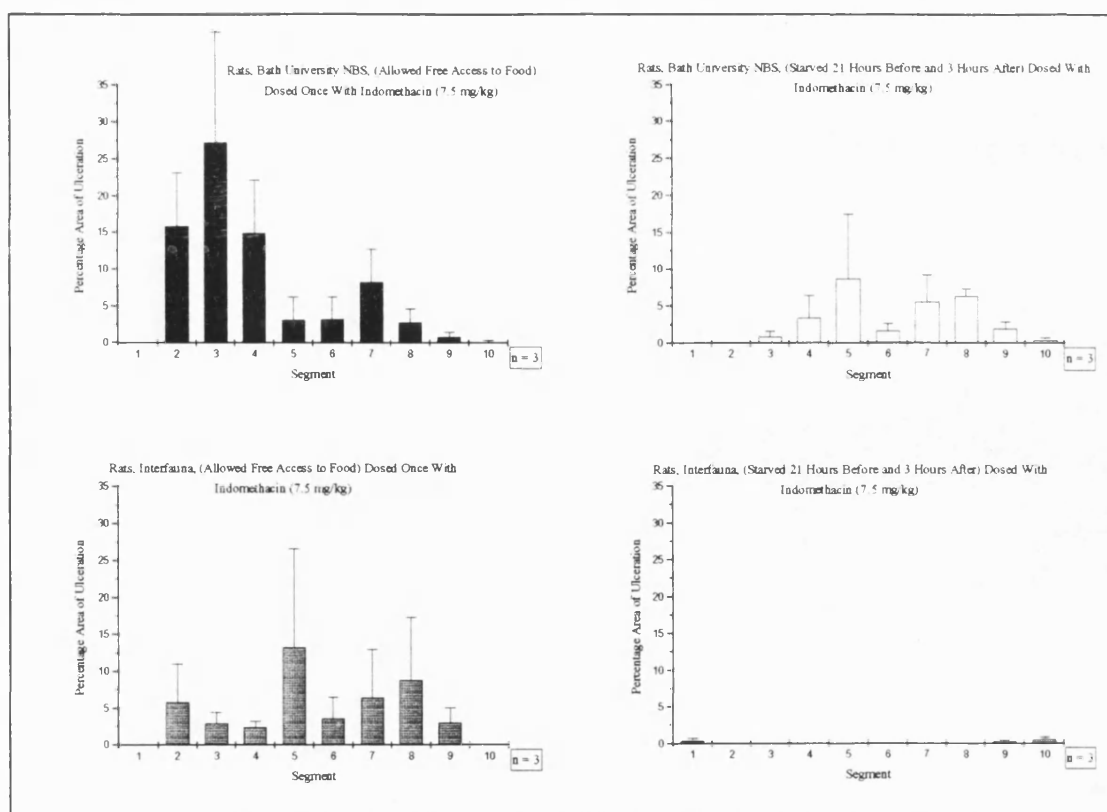 Rats, Bath University NBS, (Allowed Free Access to Food)
Dosed Once With Indomethacin (7.5 mg/kg)
Percentage Area of Ulceration
35
30
25
20
15
10
5
0
1 2 3 4 5 6 7 8 9 10
n = 3
Segment
Rats, Bath University NBS, (Starved 21 Hours Before and 3 Hours After) Dosed With
Indomethacin (7.5 mg/kg)
Percentage Area of Ulceration
35
30
25
20
15
10
5
0
1 2 3 4 5 6 7 8 9 10
n = 3
Segment
Rats, Interfauna, (Allowed Free Access to Food) Dosed Once With
Indomethacin (7.5 mg/kg)
Percentage Area of Ulceration
35
30
25
20
15
10
5
0
1 2 3 4 5 6 7 8 9 10
n = 3
Segment
Rats, Interfauna, (Starved 21 Hours Before and 3 Hours After) Dosed With
Indomethacin (7.5 mg/kg)
Percentage Area of Ulceration
35
30
25
20
15
10
5
0
1 2 3 4 5 6 7 8 9 10
n = 3
Segment